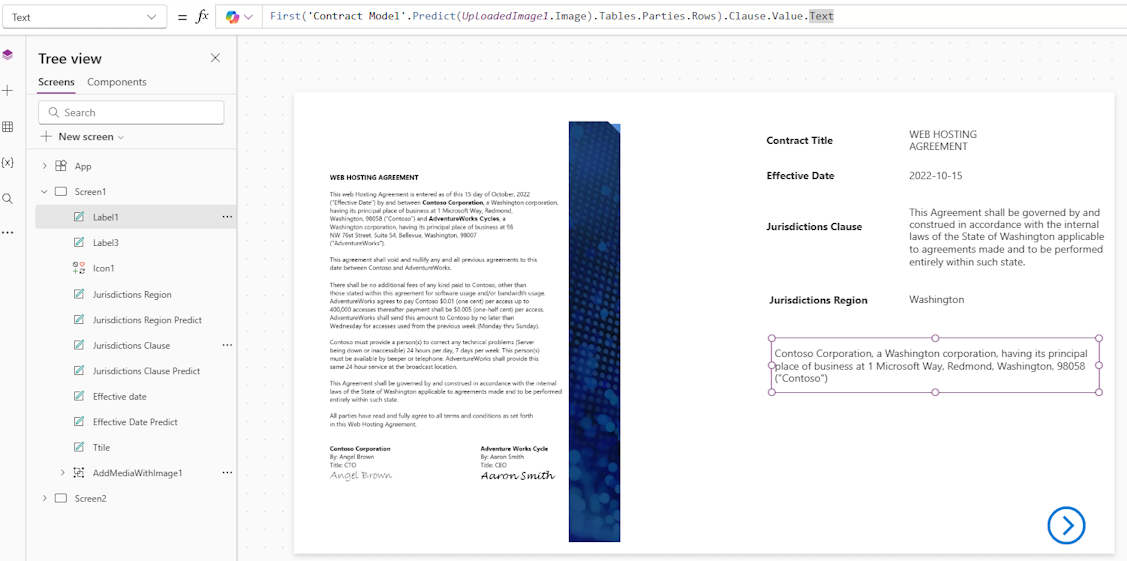 Text
= fx
First('Contract Model'.Predict(UploadedImage1.Image).Tables.Parties.Rows).Clause.Value.Text
Tree view
Screens Components
Search
New screen
App
Screen1
Label1
Label3
Icon1
Jurisdictions Region
Jurisdictions Region Predict
Jurisdictions Clause
Jurisdictions Clause Predict
Effective date
Effective Date Predict
Ttile
AddMediaWithImage1
Screen2
{x}
WEB HOSTING AGREEMENT
This web Hosting Agreement is entered as of this 15 day of October, 2022
("Effective Date") by and between Contoso Corporation, a Washington corporation,
having its principal place of business at 1 Microsoft Way, Redmond,
Washington, 98058 ("Contoso") and AdventureWorks Cycles, a
Washington corporation, having its principal place of business at 98
NW 76st Street, Suite 54, Bellevue, Washington, 98007
("AdventureWorks").
This agreement shall void and nullify any and all previous agreements to this
date between Contoso and AdventureWorks.
There shall be no additional fees of any kind paid to Contoso, other than
those stated within this agreement for software usage and/or bandwidth usage.
AdventureWorks agrees to pay Contoso $0.01 (one cent) per access up to
400,000 accesses thereafter payment shall be $0.005 (one-half cent) per access.
AdventureWorks shall send this amount to Contoso by no later than
Wednesday for accesses used from the previous week (Monday thru Sunday).
Contoso must provide a person(s) to correct any technical problems (Server
being down or inaccessible) 24 hours per day, 7 days per week. This person(s)
must be available by beeper or telephone. AdventureWorks shall provide this
same 24 hour service at the broadcast location.
This Agreement shall be governed by and construed in accordance with the internal
laws of the State of Washington applicable to agreements made and to be performed
entirely within such state.
All parties have read and fully agree to all terms and conditions as set forth
in this Web Hosting Agreement.
Contoso Corporation
By: Angel Brown
Title: CTO
Angel Brown
Adventure Works Cycle
By: Aaron Smith
Title: CEO
Aaron Smith
Contract Title
WEB HOSTING
AGREEMENT
Effective Date
2022-10-15
Jurisdictions Clause
This Agreement shall be governed by and
construed in accordance with the internal
laws of the State of Washington applicable
to agreements made and to be performed
entirely within such state.
Jurisdictions Region
Washington
Contoso Corporation, a Washington corporation, having its principal
place of business at 1 Microsoft Way, Redmond, Washington, 98058
("Contoso")